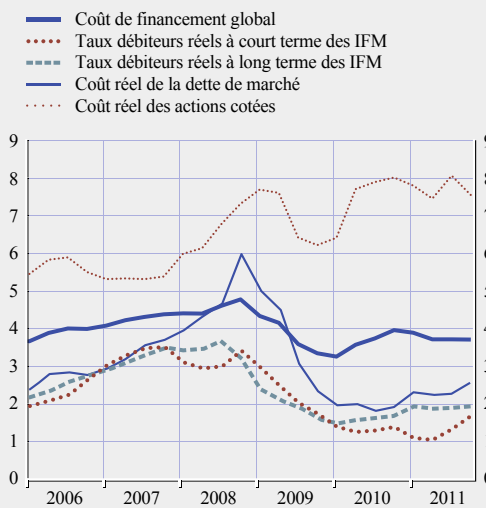 Coût de financement global
Taux débiteurs réels à court terme des IFM
Taux débiteurs réels à long terme des IFM
Coût réel de la dette de marché
Coût réel des actions cotées
9
8
7
6
5
4
3
2
1
0
2006 2007 2008 2009 2010 2011